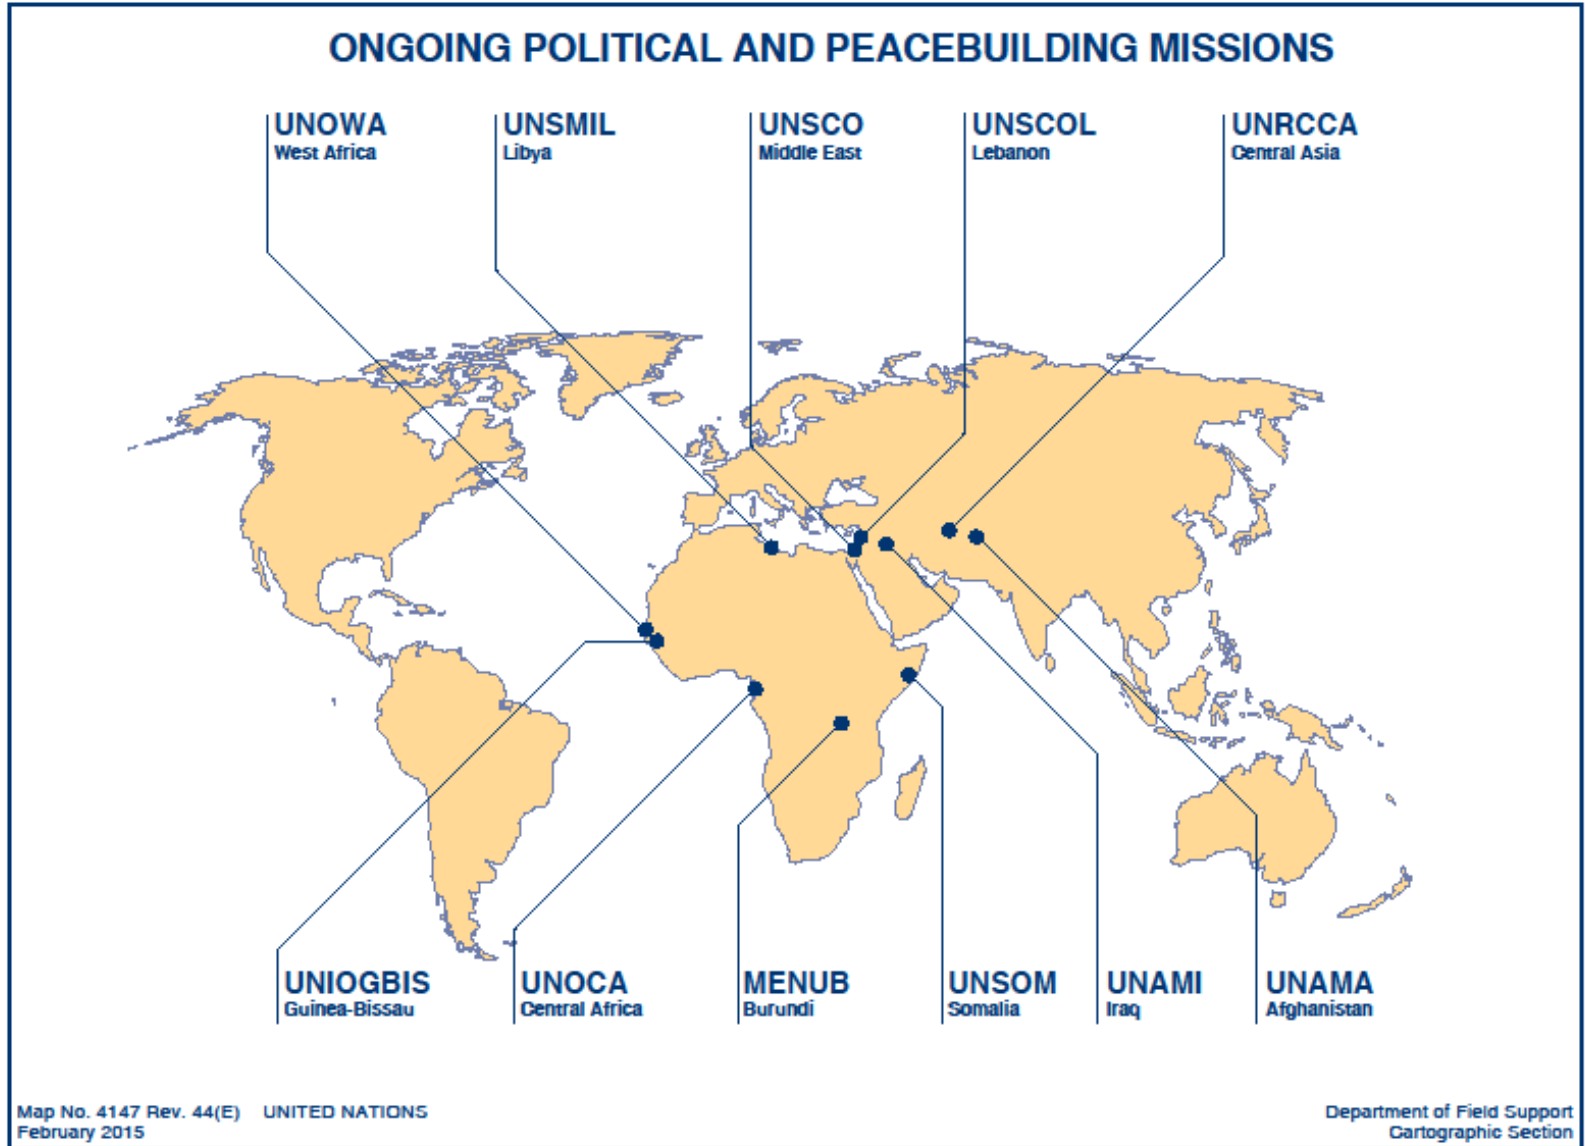 ONGOING POLITICAL AND PEACEBUILDING MISSIONS
UNOWA
West Africa
UNSMIL
Libya
UNSCO
Middle East
UNSCOL
Lebanon
UNRCCA
Central Asia
UNIOGBIS
Guinea-Bissau
UNOCA
Central Africa
MENUB
Burundi
UNSOM
Somalia
UNAMI
Iraq
UNAMA
Afghanistan
Map No. 4147 Rev. 44(E) UNITED NATIONS
February 2015
Department of Field Support
Cartographic Section